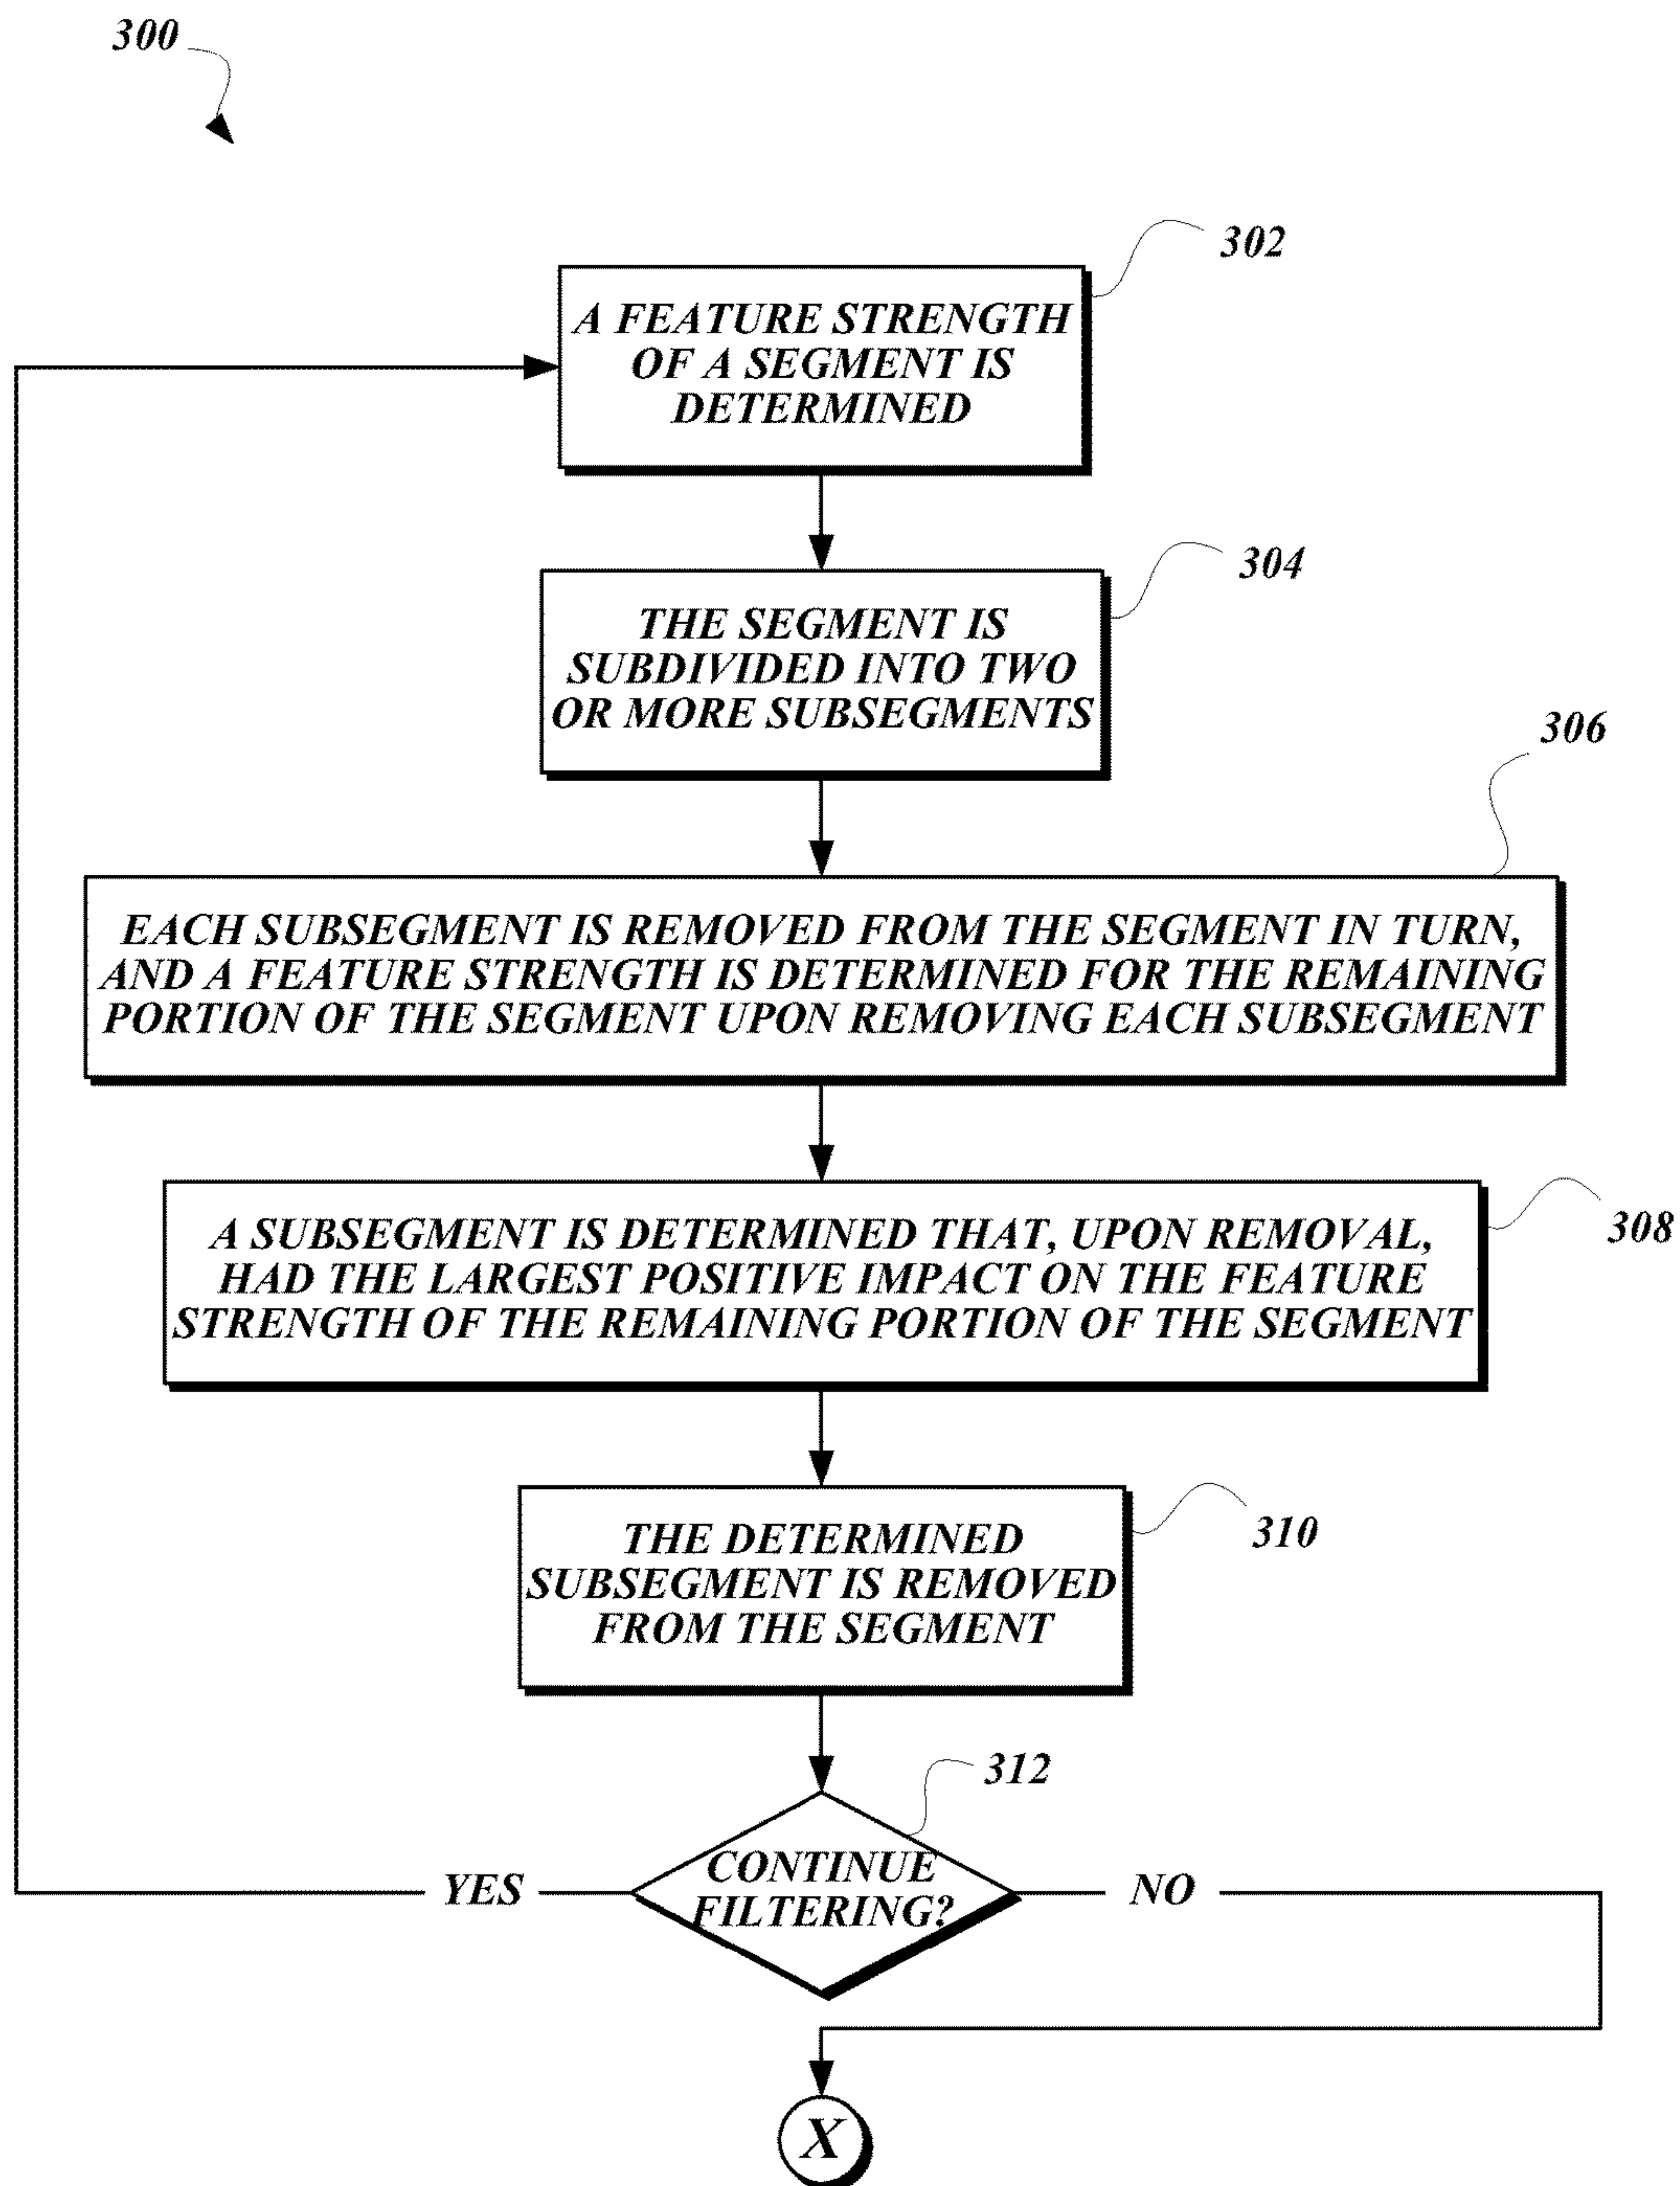 300
302
A FEATURE STRENGTH
OF A SEGMENT IS
DETERMINED
304
THE SEGMENT IS
SUBDIVIDED INTO TWO
OR MORE SUBSEGMENTS
306
EACH SUBSEGMENT IS REMOVED FROM THE SEGMENT IN TURN,
AND A FEATURE STRENGTH IS DETERMINED FOR THE REMAINING
PORTION OF THE SEGMENT UPON REMOVING EACH SUBSEGMENT
308
A SUBSEGMENT IS DETERMINED THAT, UPON REMOVAL,
HAD THE LARGEST POSITIVE IMPACT ON THE FEATURE
STRENGTH OF THE REMAINING PORTION OF THE SEGMENT
310
THE DETERMINED
SUBSEGMENT IS REMOVED
FROM THE SEGMENT
312
CONTINUE
FILTERING?
YES
NO
X